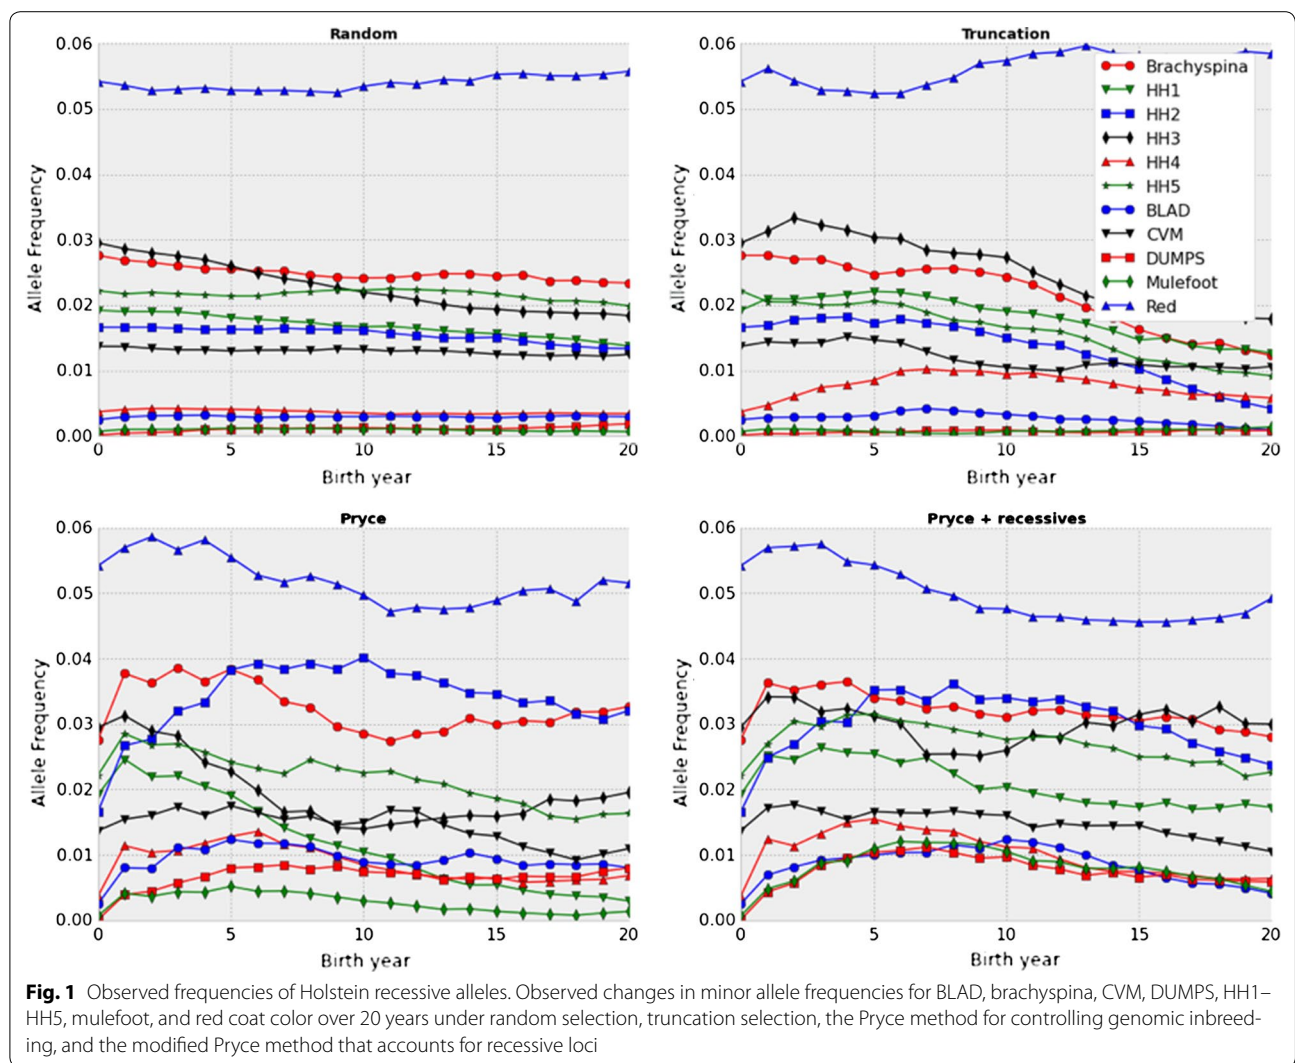 Random
0.06
0.05
0.04
0.03
0.02
0.01
0.00
Allele Frequency
0
5
10
15
20
Birth year
Truncation
0.06
0.05
0.04
0.03
0.02
0.01
0.00
Allele Frequency
0
5
10
15
20
Birth year
Brachyspina
HH1
HH2
HH3
HH4
HH5
BLAD
CVM
DUMPS
Mulefoot
Red
Pryce
0.06
0.05
0.04
0.03
0.02
0.01
0.00
Allele Frequency
0
5
10
15
20
Birth year
Pryce + recessives
0.06
0.05
0.04
0.03
0.02
0.01
0.00
Allele Frequency
0
5
10
15
20
Birth year
Fig. 1 Observed frequencies of Holstein recessive alleles. Observed changes in minor allele frequencies for BLAD, brachyspina, CVM, DUMPS, HH1–
HH5, mulefoot, and red coat color over 20 years under random selection, truncation selection, the Pryce method for controlling genomic inbreed-
ing, and the modified Pryce method that accounts for recessive loci